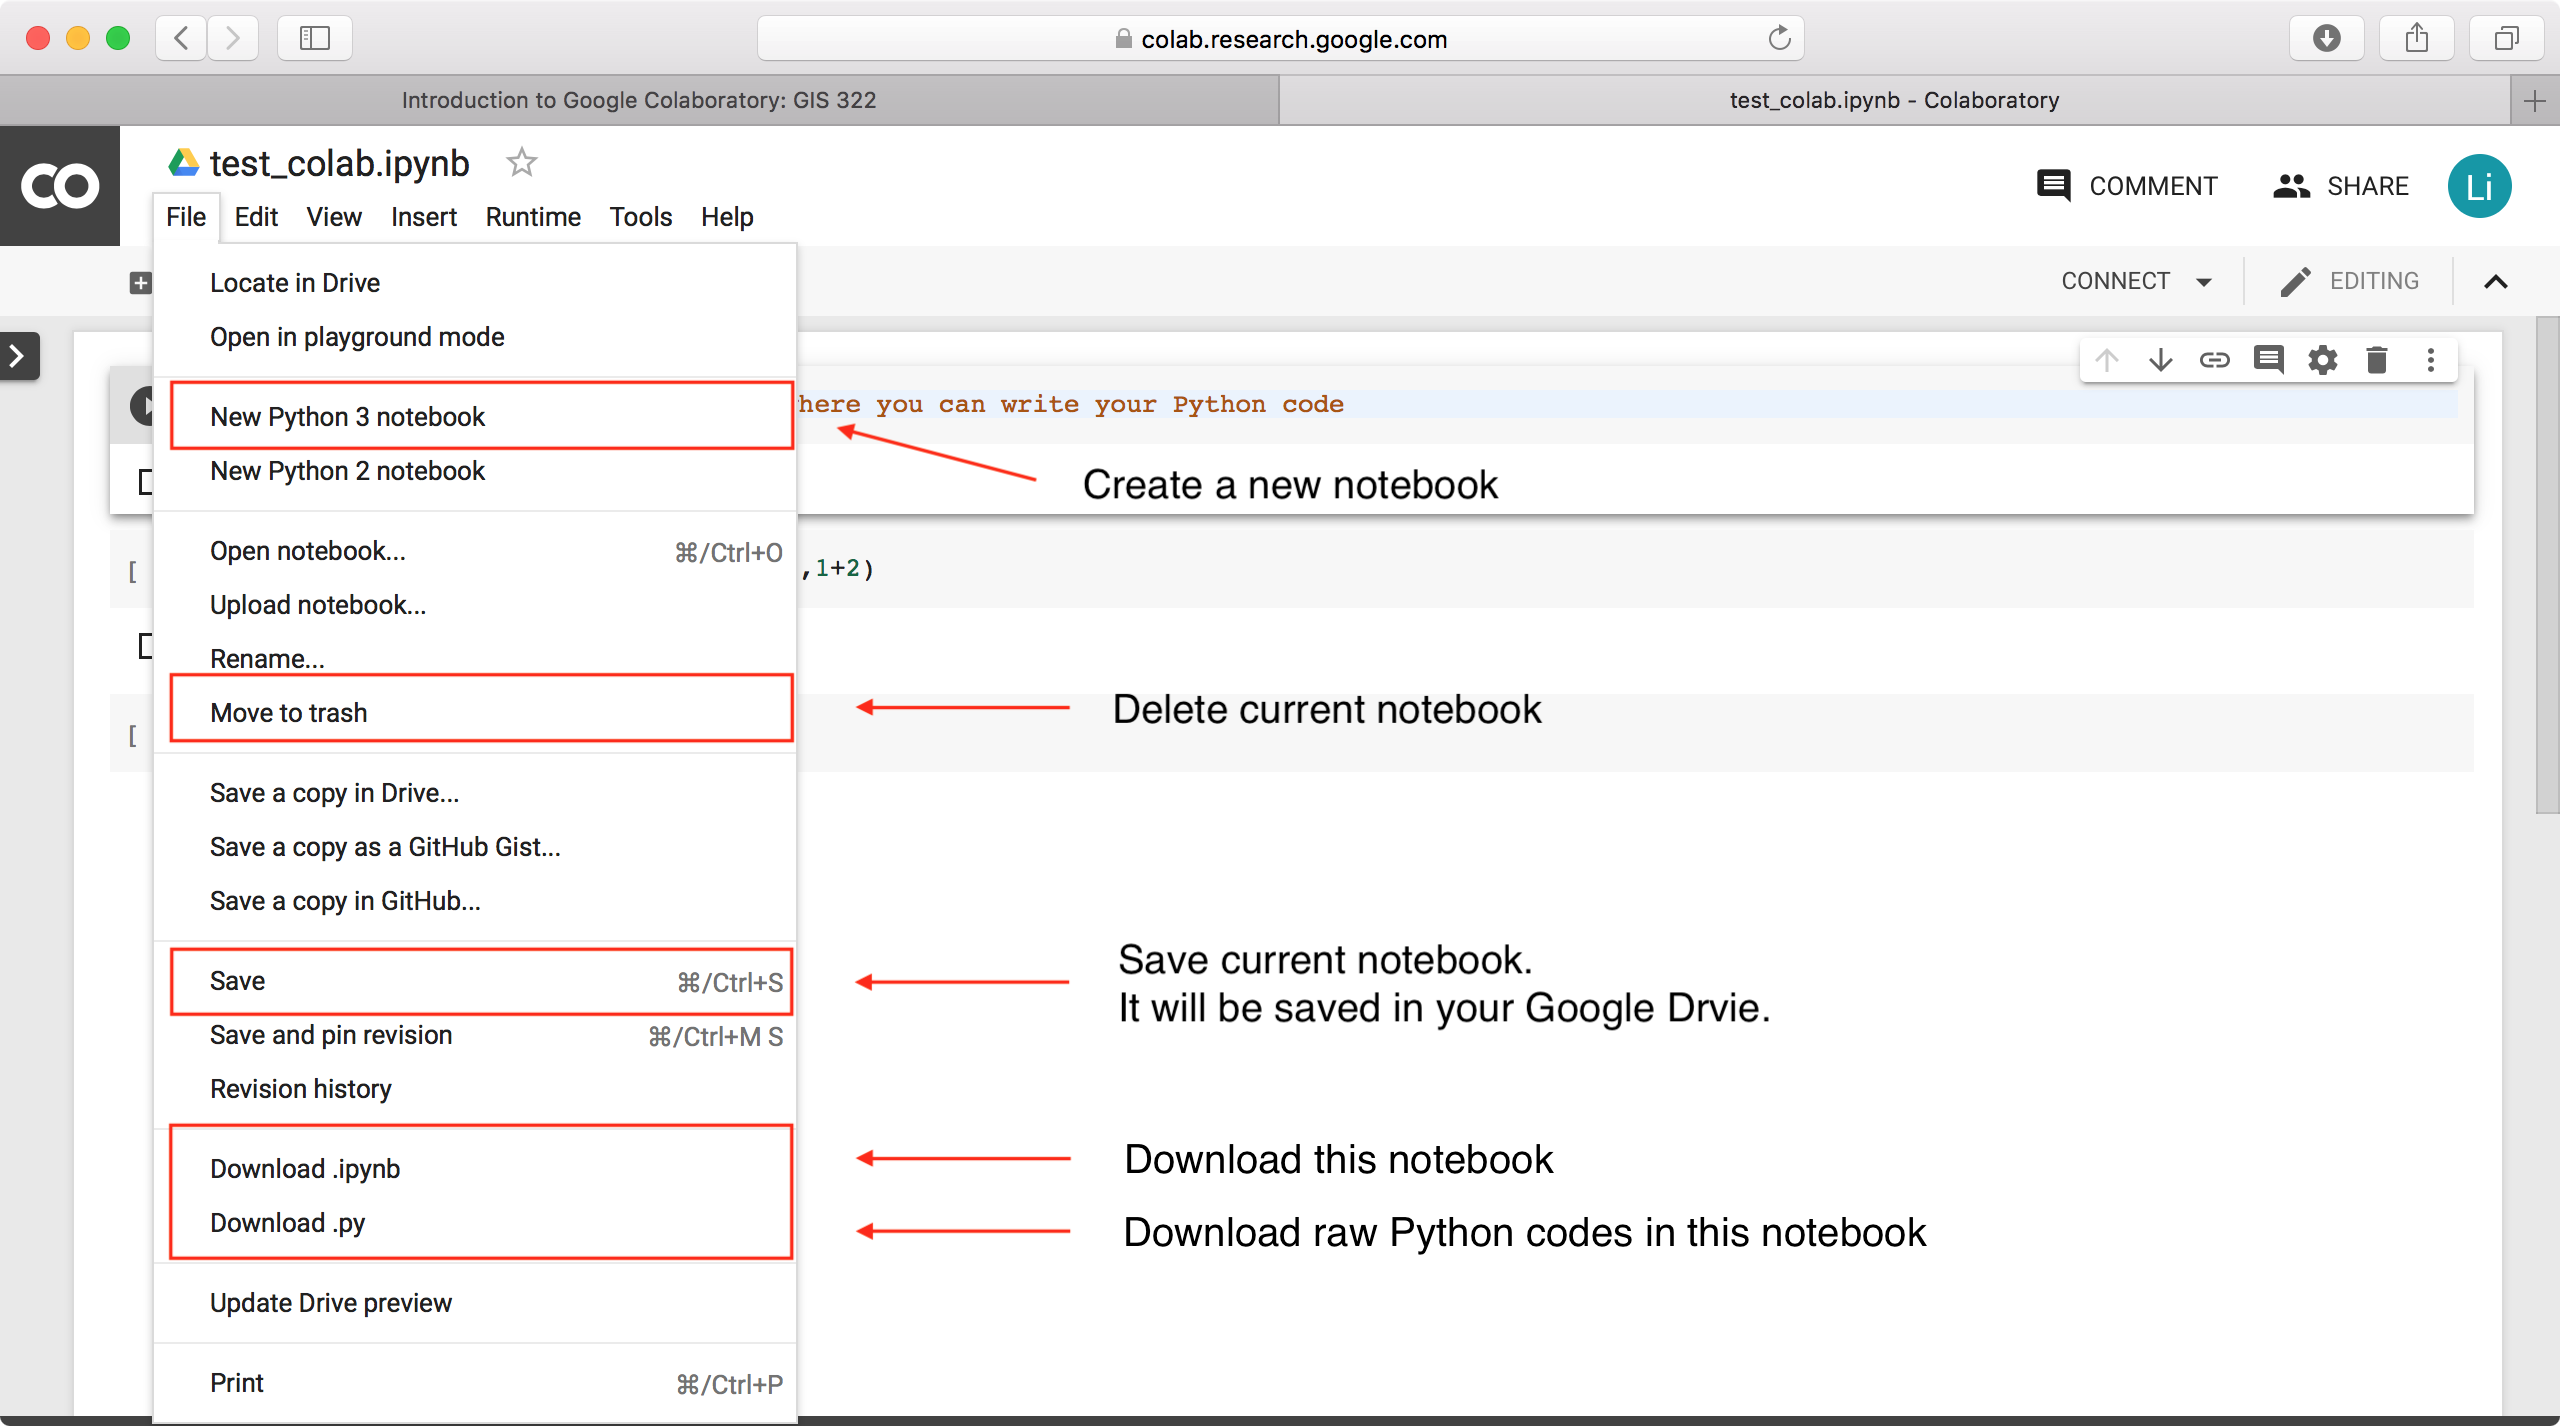 colab.research.google.com
Introduction to Google Colaboratory: GIS 322
test_colab.ipynb - Colaboratory
CO
test_colab.ipynb
COMMENT
SHARE
Li
File Edit View Insert Runtime Tools Help
CONNECT
EDITING
Locate in Drive
Open in playground mode
New Python 3 notebook
here you can write your Python code
New Python 2 notebook
Create a new notebook
Open notebook... ⌘/Ctrl+O
[ ,1+2)
Upload notebook...
Rename...
Move to trash
Delete current notebook
[
Save a copy in Drive...
Save a copy as a GitHub Gist...
Save a copy in GitHub...
Save ⌘/Ctrl+S
Save current notebook.
It will be saved in your Google Drvie.
Save and pin revision ⌘/Ctrl+M S
Revision history
Download .ipynb
Download this notebook
Download .py
Download raw Python codes in this notebook
Update Drive preview
Print ⌘/Ctrl+P